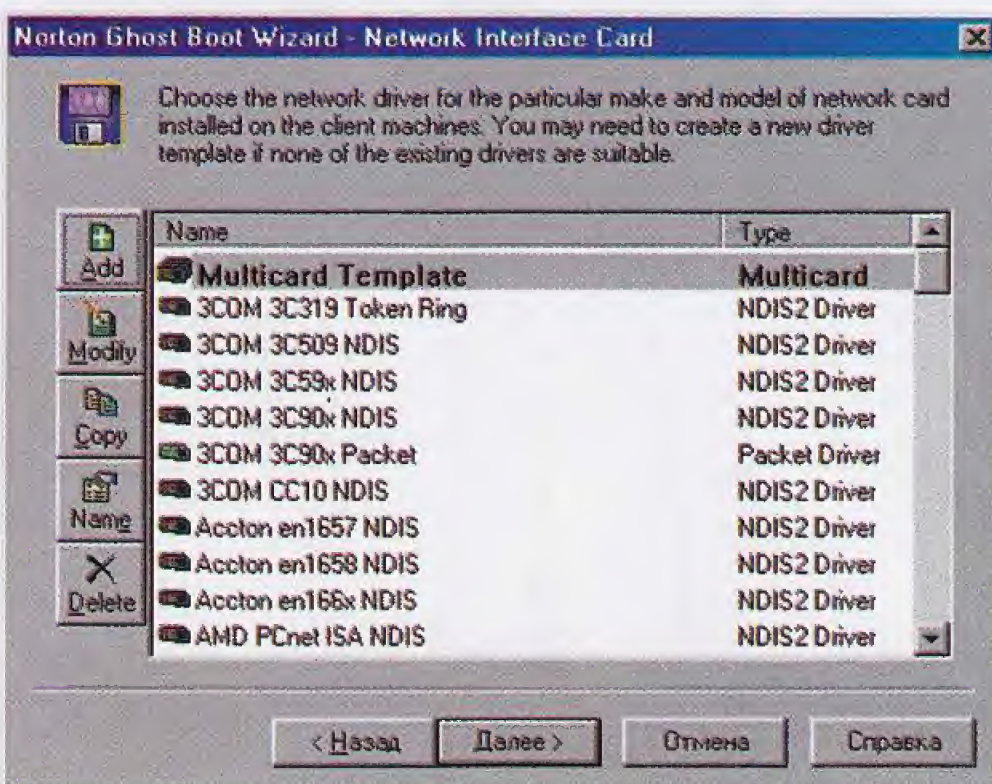 Norton Ghost Boot Wizard - Network Interface Card
Choose the network driver for the particular make and model of network card
installed on the client machines. You may need to create a new driver
template if none of the existing drivers are suitable.
Add
Modify
Copy
Name
Delete
Name Type
Multicard Template Multicard
3COM 3C319 Token Ring NDIS2 Driver
3COM 3C509 NDIS NDIS2 Driver
3COM 3C59x NDIS NDIS2 Driver
3COM 3C90x NDIS NDIS2 Driver
3COM 3C90x Packet Packet Driver
3COM CC10 NDIS NDIS2 Driver
Accton en1657 NDIS NDIS2 Driver
Accton en1658 NDIS NDIS2 Driver
Accton en166x NDIS NDIS2 Driver
AMD PCnet ISA NDIS NDIS2 Driver
< Назад Далее > Отмена Справка